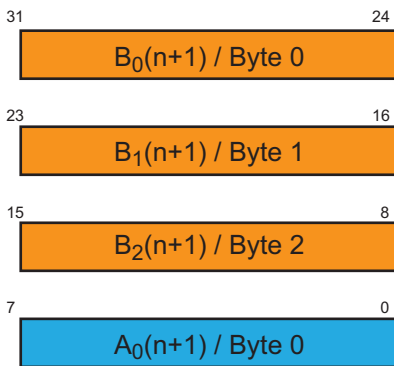 31 24
B₀(n+1) / Byte 0
23 16
B₁(n+1) / Byte 1
15 8
B₂(n+1) / Byte 2
7 0
A₀(n+1) / Byte 0